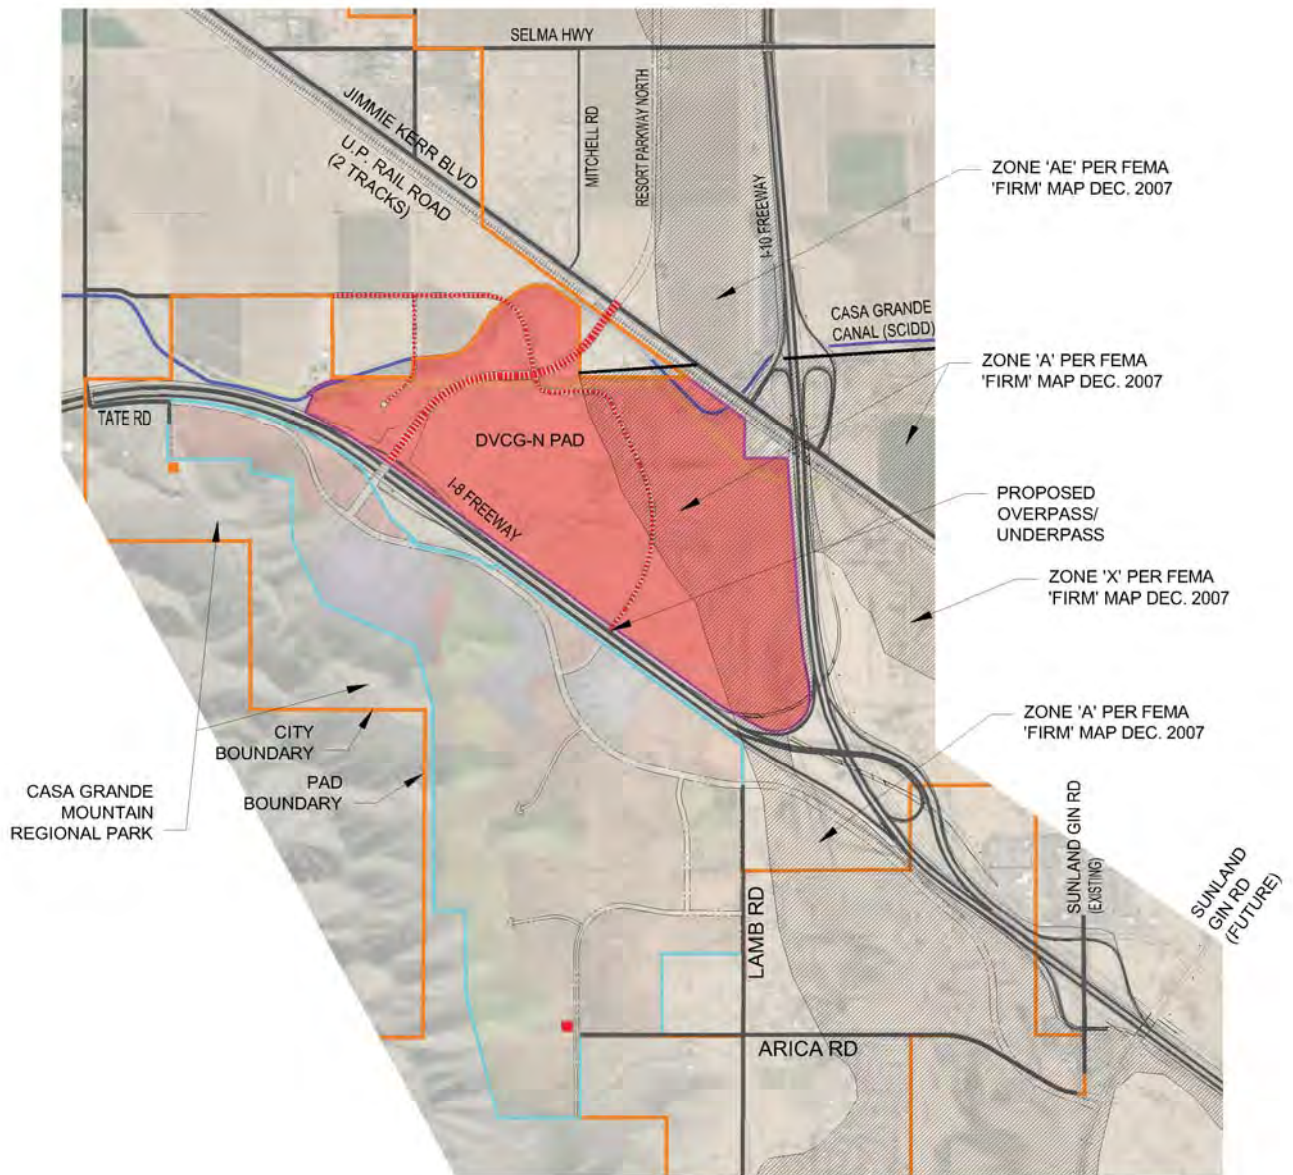 SELMA HWY
JIMMIE KERR BLVD
U.P. RAIL ROAD
(2 TRACKS)
MITCHELL RD
RESORT PARKWAY NORTH
I-10 FREEWAY
ZONE 'AE' PER FEMA
'FIRM' MAP DEC. 2007
CASA GRANDE
CANAL (SCIDD)
ZONE 'A' PER FEMA
'FIRM' MAP DEC. 2007
TATE RD
DVCG-N PAD
I-8 FREEWAY
PROPOSED
OVERPASS/
UNDERPASS
ZONE 'X' PER FEMA
'FIRM' MAP DEC. 2007
CITY
BOUNDARY
PAD
BOUNDARY
CASA GRANDE
MOUNTAIN
REGIONAL PARK
ZONE 'A' PER FEMA
'FIRM' MAP DEC. 2007
SUNLAND GIN RD
(EXISTING)
SUNLAND
GIN RD
(FUTURE)
LAMB RD
ARICA RD